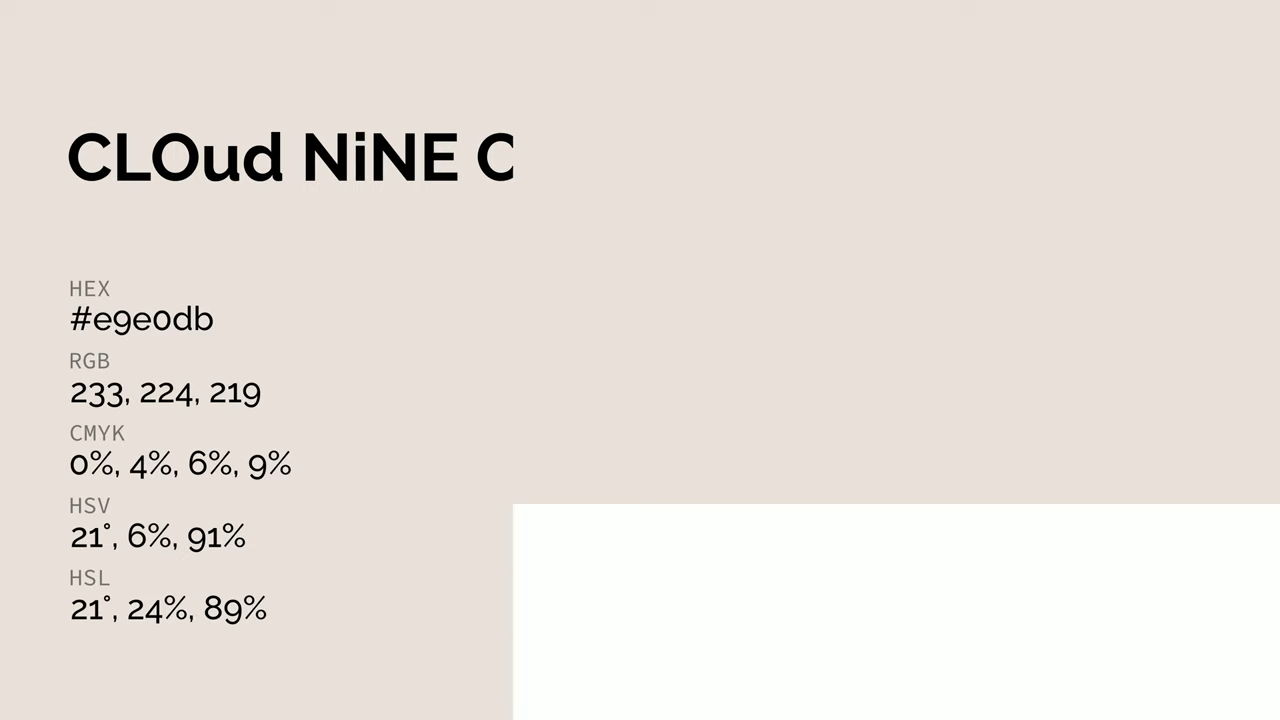 CLOud NiNE C
HEX
#e9e0db
RGB
233, 224, 219
CMYK
0%, 4%, 6%, 9%
HSV
21°, 6%, 91%
HSL
21°, 24%, 89%